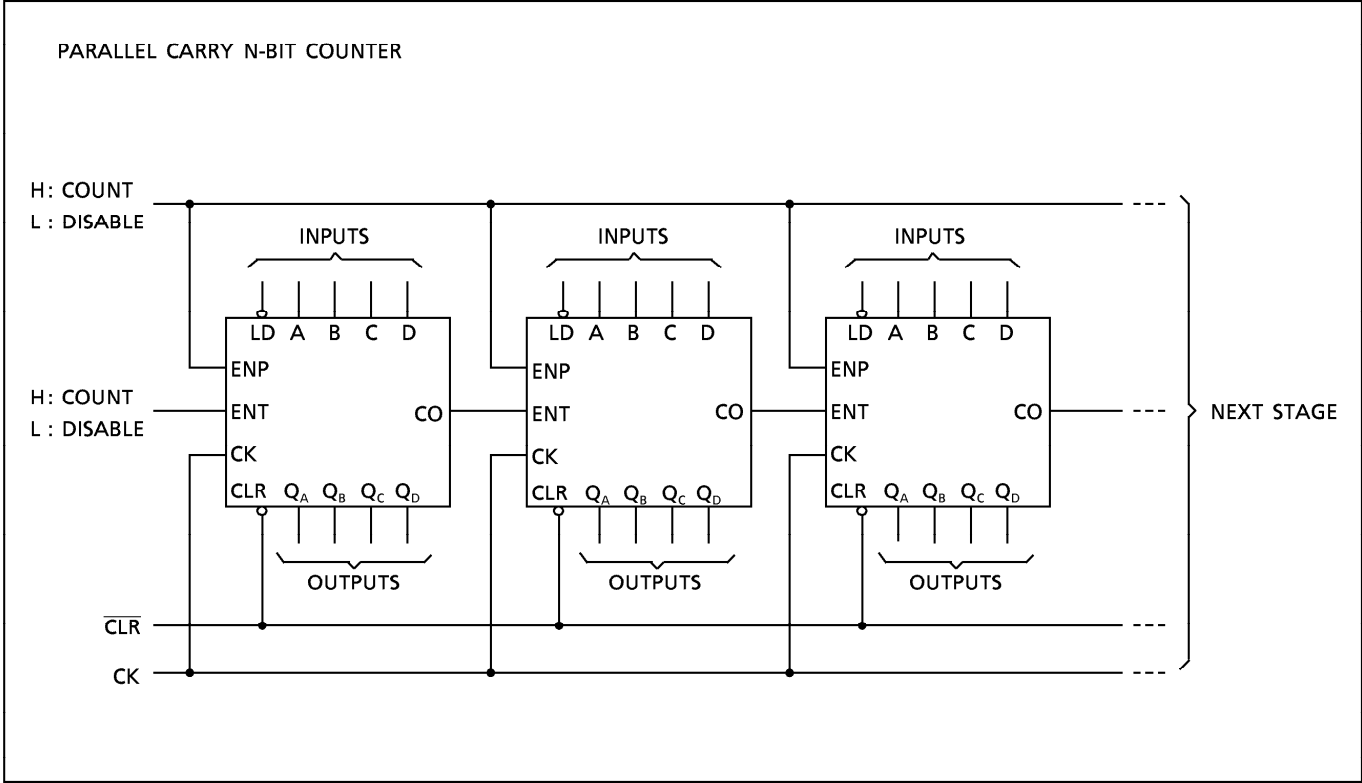 PARALLEL CARRY N-BIT COUNTER
H: COUNT
L : DISABLE
INPUTS INPUTS INPUTS
LD A B C D LD A B C D LD A B C D
ENP ENP ENP
H: COUNT
L : DISABLE
ENT CO ENT CO ENT CO NEXT STAGE
CK CK CK
CLR QA QB QC QD CLR QA QB QC QD CLR QA QB QC QD
OUTPUTS OUTPUTS OUTPUTS
C̅L̅R̅
CK